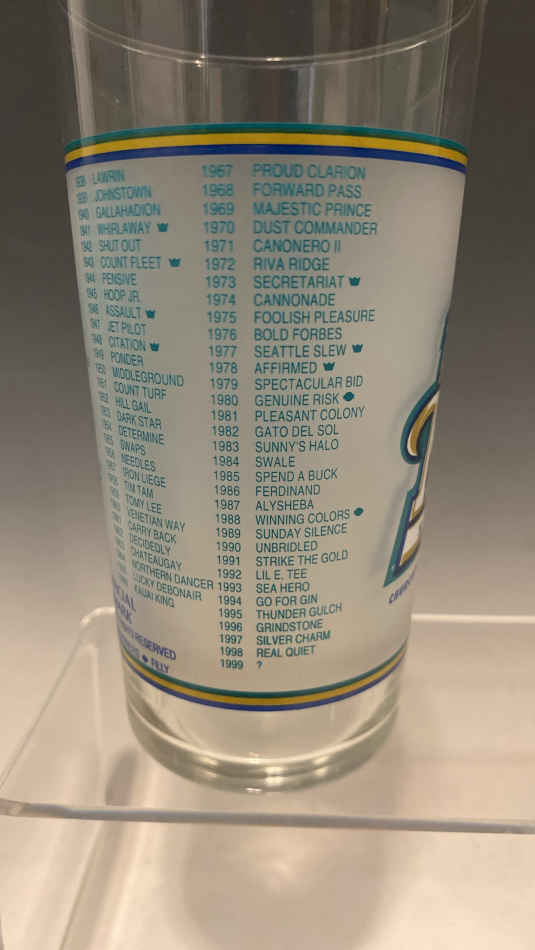 1938 LAWRIN
1939 JOHNSTOWN
1940 GALLAHADION
1941 WHIRLAWAY
1942 SHUT OUT
1943 COUNT FLEET
1944 PENSIVE
1945 HOOP JR.
1946 ASSAULT
1947 JET PILOT
1948 CITATION
1949 PONDER
1950 MIDDLEGROUND
1951 COUNT TURF
1952 HILL GAIL
1953 DARK STAR
1954 DETERMINE
1955 SWAPS
1956 NEEDLES
1957 IRON LIEGE
TIM TAM
TOMY LEE
VENETIAN WAY
CARRY BACK
DECIDEDLY
CHATEAUGAY
NORTHERN DANCER
LUCKY DEBONAIR
KAUAI KING
RESERVED
FILLY
1967 PROUD CLARION
1968 FORWARD PASS
1969 MAJESTIC PRINCE
1970 DUST COMMANDER
1971 CANONERO II
1972 RIVA RIDGE
1973 SECRETARIAT
1974 CANNONADE
1975 FOOLISH PLEASURE
1976 BOLD FORBES
1977 SEATTLE SLEW
1978 AFFIRMED
1979 SPECTACULAR BID
1980 GENUINE RISK
1981 PLEASANT COLONY
1982 GATO DEL SOL
1983 SUNNY'S HALO
1984 SWALE
1985 SPEND A BUCK
1986 FERDINAND
1987 ALYSHEBA
1988 WINNING COLORS
1989 SUNDAY SILENCE
1990 UNBRIDLED
1991 STRIKE THE GOLD
1992 LIL E. TEE
1993 SEA HERO
1994 GO FOR GIN
1995 THUNDER GULCH
1996 GRINDSTONE
1997 SILVER CHARM
1998 REAL QUIET
1999 ?